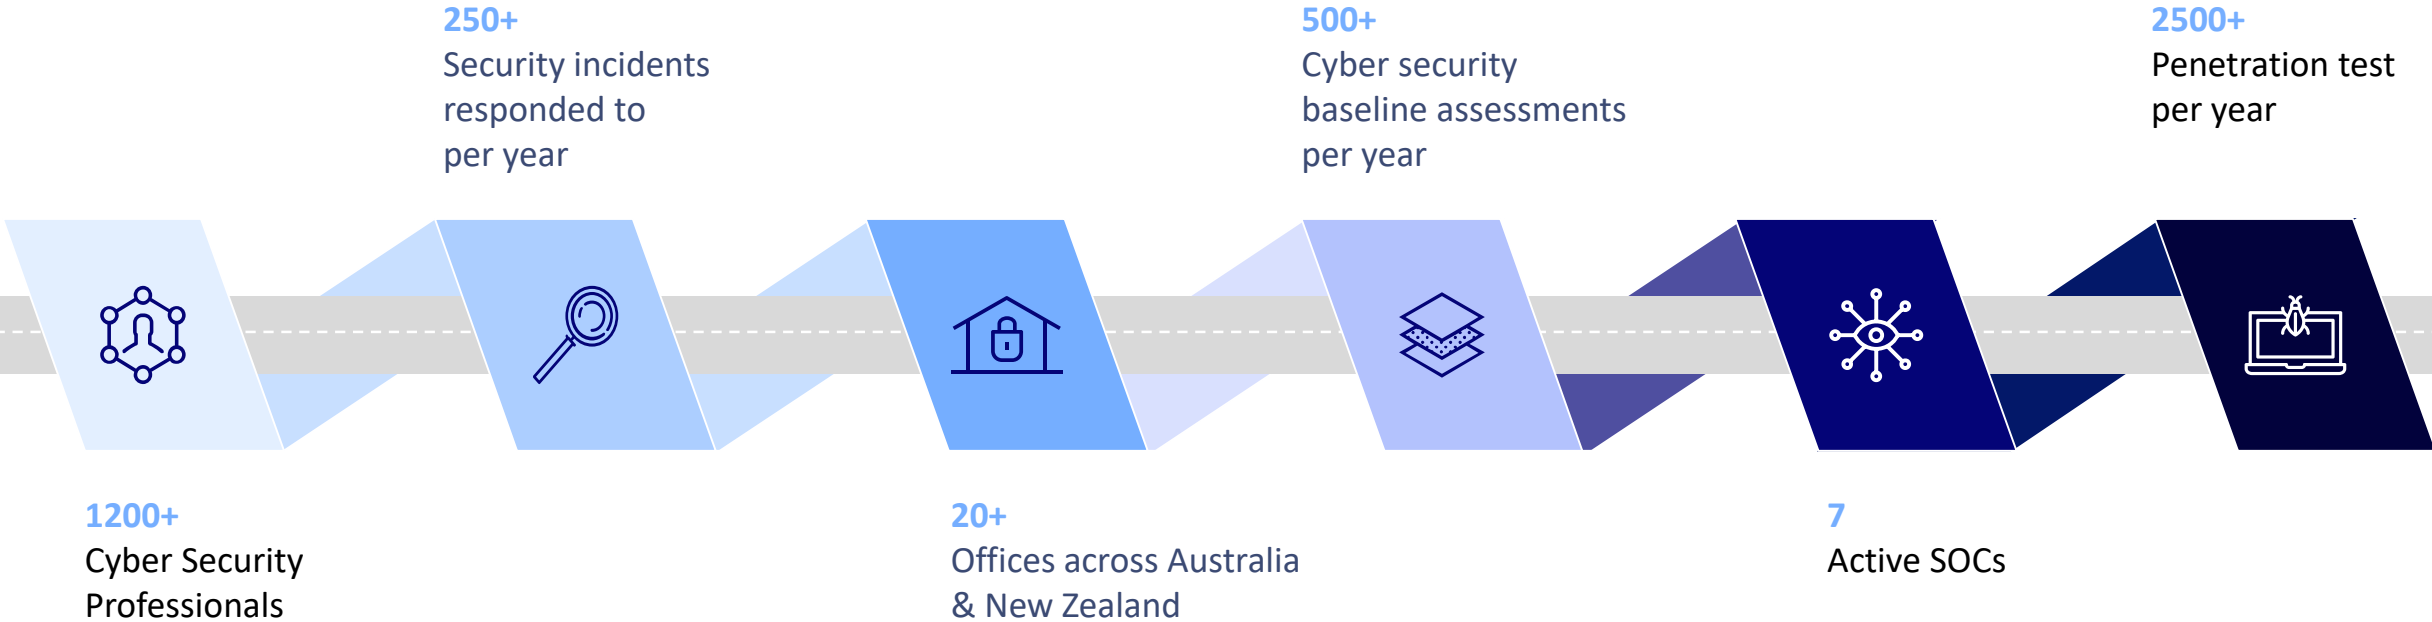 250+
Security incidents
responded to
per year
500+
Cyber security
baseline assessments
per year
2500+
Penetration test
per year
1200+
Cyber Security
Professionals
20+
Offices across Australia
& New Zealand
7
Active SOCs